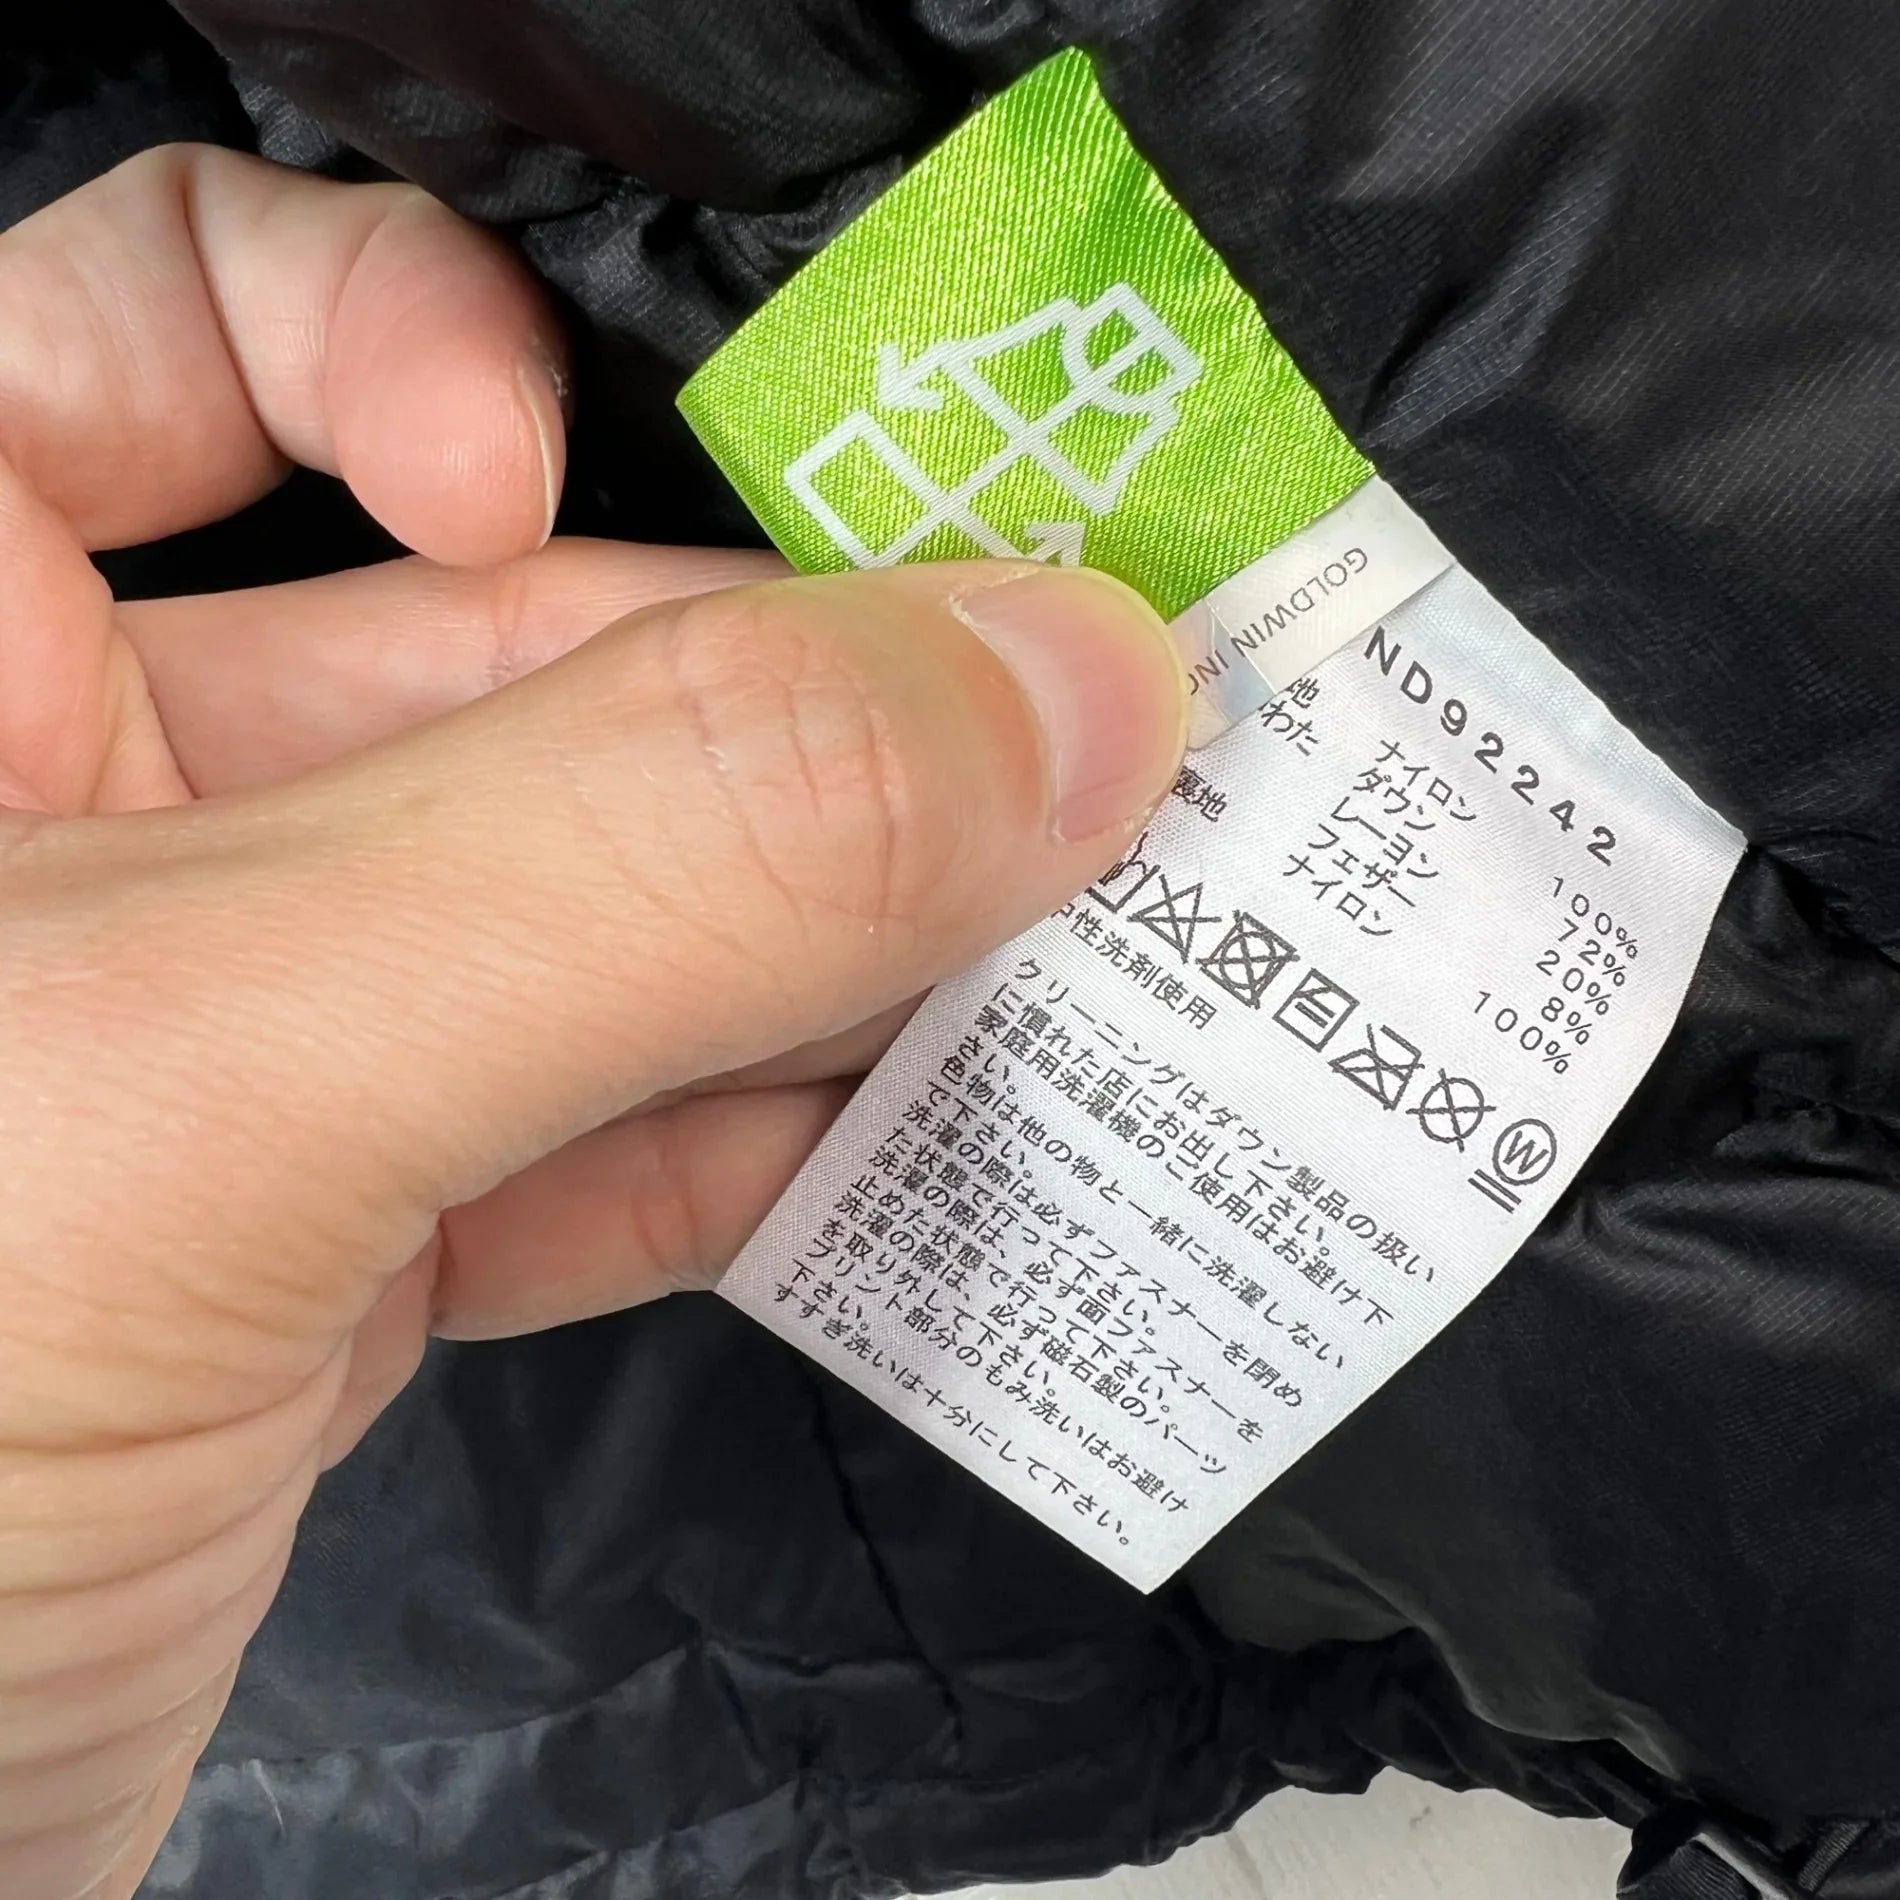 GOLDWIN INC
ND92242
地 ナイロン 100%
わた ダウン 72%
レーヨン 20%
フェザー 8%
裏地 ナイロン 100%
W
中性洗剤使用
クリーニングはダウン製品の扱い
に慣れた店にお出し下さい。
家庭用洗濯機のご使用はお避け下
さい。
色物は他の物と一緒に洗濯しない
で下さい。
洗濯の際は必ずファスナーを閉め
た状態で行って下さい。
洗濯の際は、必ず面ファスナーを
止めた状態で行って下さい。
洗濯の際は、必ず磁石製のパーツ
を取り外して下さい。
プリント部分のもみ洗いはお避け
下さい。
すすぎ洗いは十分にして下さい。